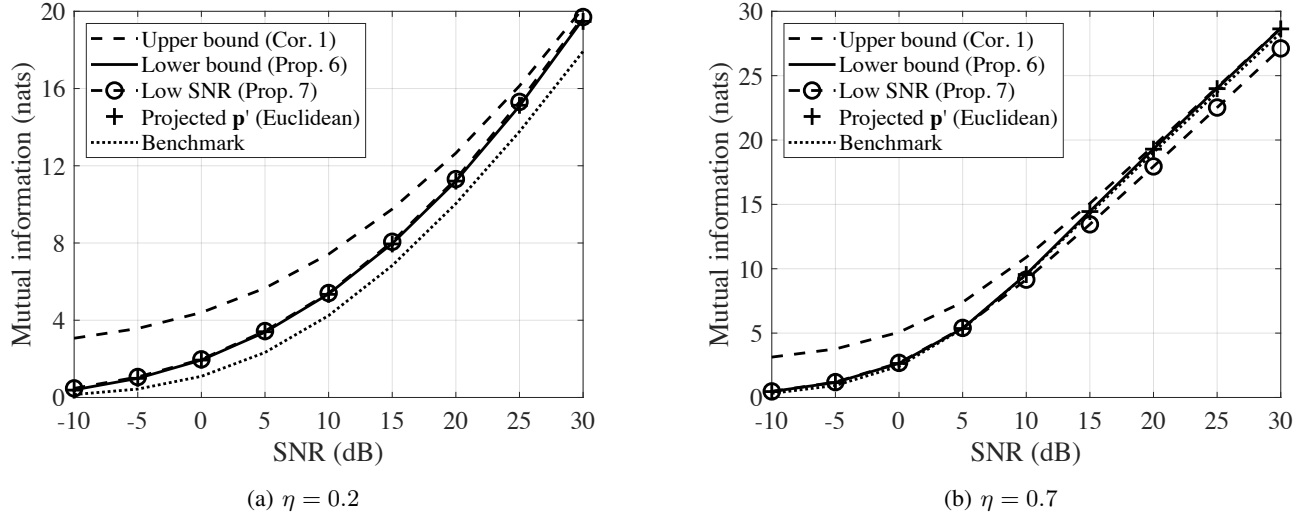 20
16
12
8
4
0
Mutual information (nats)
Upper bound (Cor. 1)
Lower bound (Prop. 6)
Low SNR (Prop. 7)
Projected p' (Euclidean)
Benchmark
-10 -5 0 5 10 15 20 25 30
SNR (dB)
(a) η = 0.2
30
25
20
15
10
5
0
Mutual information (nats)
Upper bound (Cor. 1)
Lower bound (Prop. 6)
Low SNR (Prop. 7)
Projected p' (Euclidean)
Benchmark
-10 -5 0 5 10 15 20 25 30
SNR (dB)
(b) η = 0.7